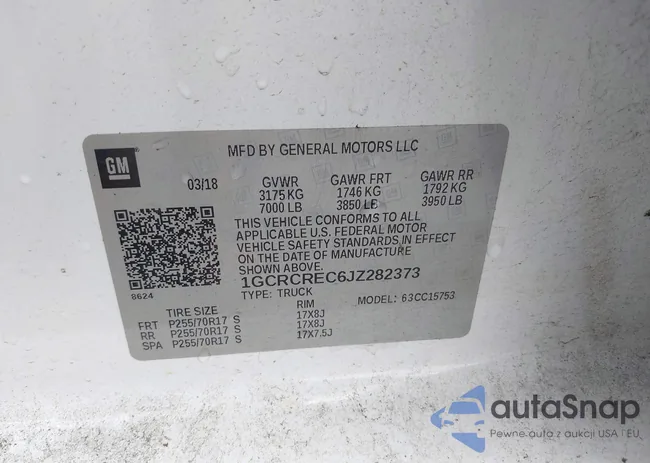 GM
MFD BY GENERAL MOTORS LLC
03/18 GVWR GAWR FRT GAWR RR
3175 KG 1746 KG 1792 KG
7000 LB 3850 LB 3950 LB
THIS VEHICLE CONFORMS TO ALL
APPLICABLE U.S. FEDERAL MOTOR
VEHICLE SAFETY STANDARDS IN EFFECT
ON THE DATE OF MANUFACTURE
SHOWN ABOVE.
1GCRCREC6JZ282373
8624
TYPE: TRUCK MODEL: 63CC15753
TIRE SIZE RIM
FRT P255/70R17 S 17X8J
RR P255/70R17 S 17X8J
SPA P255/70R17 S 17X7.5J
autaSnap
Pewne auta z aukcji USA i EU